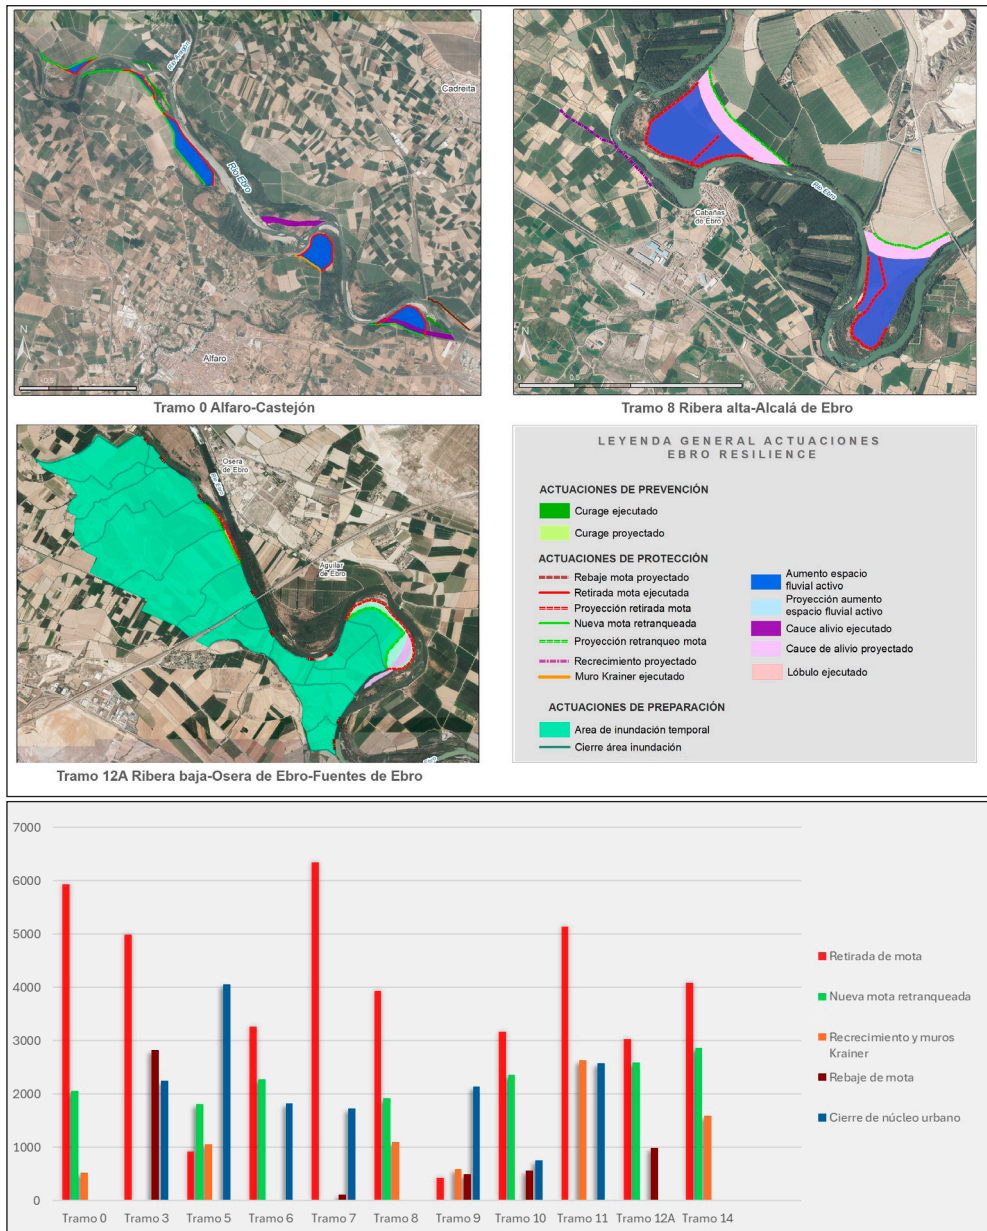 Río Aragón
Cadreita
Río Ebro
Alfaro
N
Tramo 0 Alfaro-Castejón
Río Ebro
Cabañas
de Ebro
N
0
Tramo 8 Ribera alta-Alcalá de Ebro
Osera
de Ebro
Río Ebro
Aguilar
de Ebro
N
Tramo 12A Ribera baja-Osera de Ebro-Fuentes de Ebro
LEYENDA GENERAL ACTUACIONES
EBRO RESILIENCE
ACTUACIONES DE PREVENCIÓN
Curage ejecutado
Curage proyectado
ACTUACIONES DE PROTECCIÓN
Rebaje mota proyectado
Retirada mota ejecutada
Proyección retirada mota
Nueva mota retranqueada
Proyección retranqueo mota
Recrecimiento proyectado
Muro Krainer ejecutado
Aumento espacio
fluvial activo
Proyección aumento
espacio fluvial activo
Cauce alivio ejecutado
Cauce de alivio proyectado
Lóbulo ejecutado
ACTUACIONES DE PREPARACIÓN
Area de inundación temporal
Cierre área inundación
7000
6000
5000
4000
3000
2000
1000
0
Tramo 0 Tramo 3 Tramo 5 Tramo 6 Tramo 7 Tramo 8 Tramo 9 Tramo 10 Tramo 11 Tramo 12A Tramo 14
Retirada de mota
Nueva mota retranqueada
Recrecimiento y muros
Krainer
Rebaje de mota
Cierre de núcleo urbano